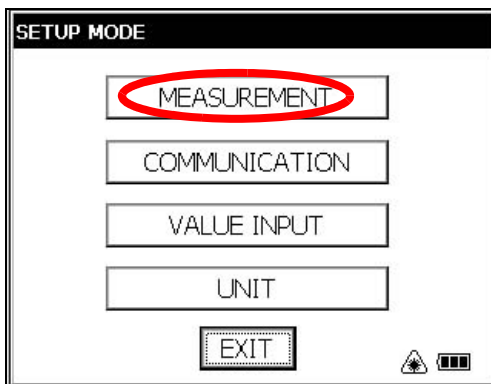 SETUP MODE
MEASUREMENT
COMMUNICATION
VALUE INPUT
UNIT
EXIT